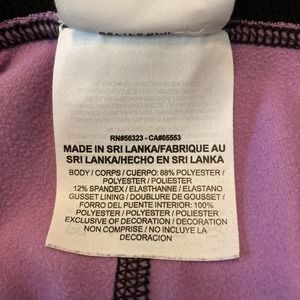 RN#56323 - CA#05553
MADE IN SRI LANKA/FABRIQUE AU
SRI LANKA/HECHO EN SRI LANKA
BODY / CORPS / CUERPO: 88% POLYESTER /
POLYESTER / POLIESTER
12% SPANDEX / ELASTHANNE / ELASTANO
GUSSET LINING / DOUBLURE DE GOUSSET /
FORRO DEL PUENTE INTERIOR: 100%
POLYESTER / POLYESTER / POLIESTER
EXCLUSIVE OF DECORATION / DECORATION
NON COMPRISE / NO INCLUYE LA
DECORACION